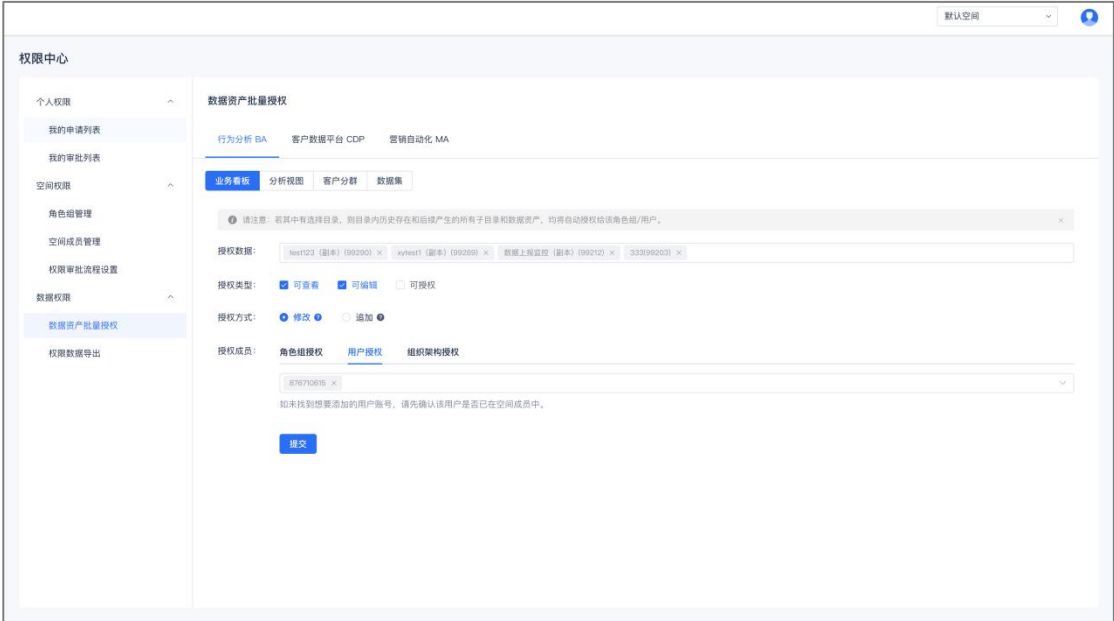 默认空间
权限中心
个人权限
我的申请列表
我的审批列表
空间权限
角色组管理
空间成员管理
权限审批流程设置
数据权限
数据资产批量授权
权限数据导出
数据资产批量授权
行为分析 BA 客户数据平台 CDP 营销自动化 MA
业务看板 分析视图 客户分群 数据集
请注意：若其中有选择目录，则目录内历史存在和后续产生的所有子目录和数据资产，均将自动授权给该角色组/用户。
授权数据： test123（副本）(99290) × xytest1（副本）(99289) × 数据上报监控（副本）(99212) × 333(99203) ×
授权类型： 可查看 可编辑 可授权
授权方式： 修改 追加
授权成员： 角色组授权 用户授权 组织架构授权
876710615 ×
如未找到想要添加的用户账号，请先确认该用户是否已在空间成员中。
提交